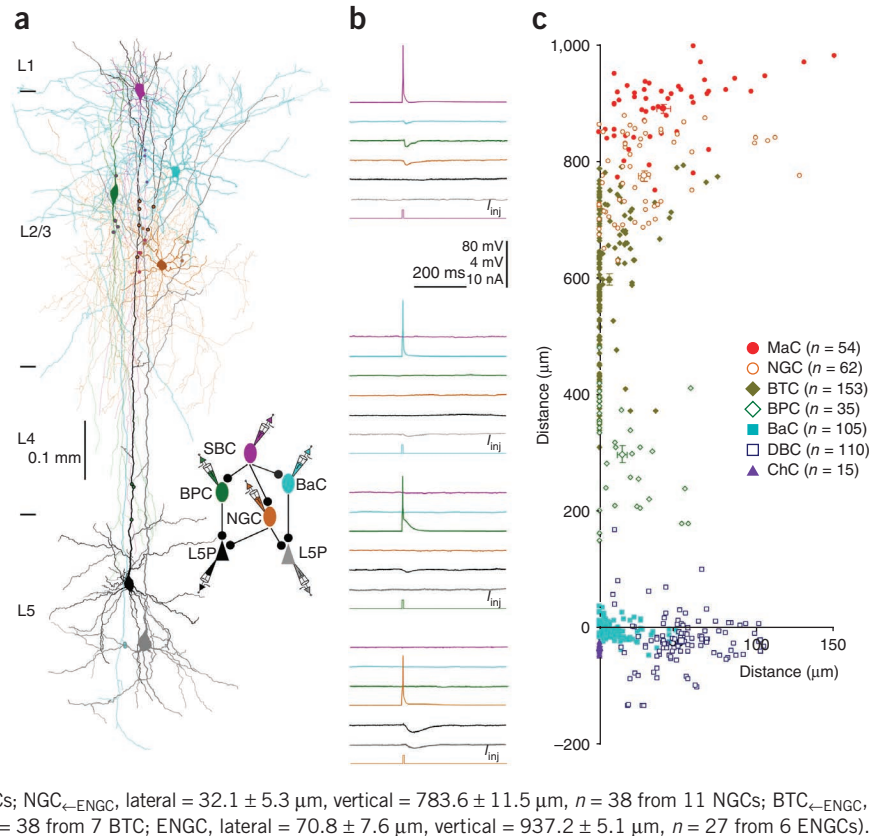 a
b
c
L1
L2/3
L4
0.1 mm
L5
SBC
BPC
BaC
NGC
L5P
L5P
I inj
80 mV
4 mV
10 nA
200 ms
I inj
I inj
I inj
1,000
800
600
400
200
0
−200
Distance (µm)
MaC (n = 54)
NGC (n = 62)
BTC (n = 153)
BPC (n = 35)
BaC (n = 105)
DBC (n = 110)
ChC (n = 15)
100
150
Distance (µm)
Cs; NGC←ENGC, lateral = 32.1 ± 5.3 µm, vertical = 783.6 ± 11.5 µm, n = 38 from 11 NGCs; BTC←ENGC,
= 38 from 7 BTC; ENGC, lateral = 70.8 ± 7.6 µm, vertical = 937.2 ± 5.1 µm, n = 27 from 6 ENGCs).